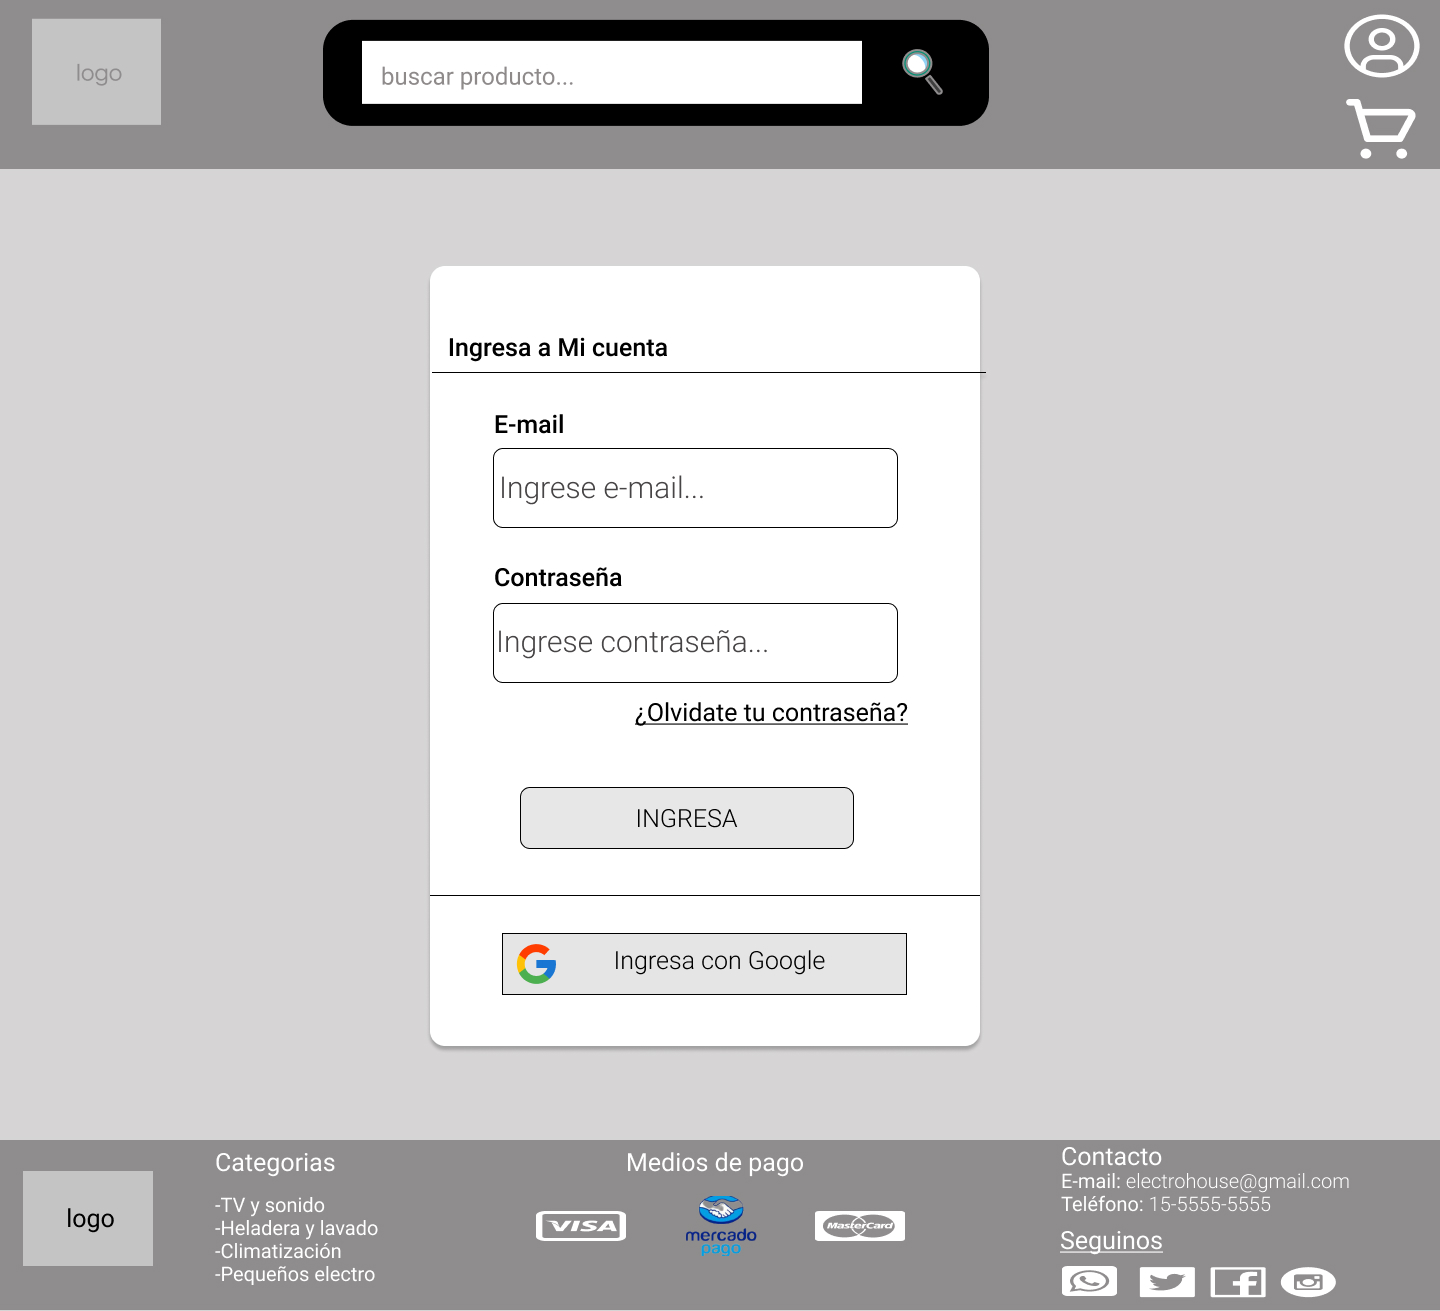 logo
buscar producto...
Ingresa a Mi cuenta
E-mail
Ingrese e-mail...
Contraseña
Ingrese contraseña...
¿Olvidate tu contraseña?
INGRESA
Ingresa con Google
logo
Categorias
-TV y sonido
-Heladera y lavado
-Climatización
-Pequeños electro
Medios de pago
VISA
mercado
pago
MasterCard
Contacto
E-mail: electrohouse@gmail.com
Teléfono: 15-5555-5555
Seguinos